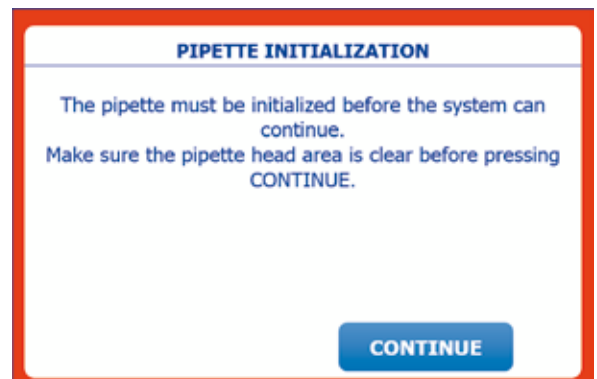 PIPETTE INITIALIZATION
The pipette must be initialized before the system can
continue.
Make sure the pipette head area is clear before pressing
CONTINUE.
CONTINUE